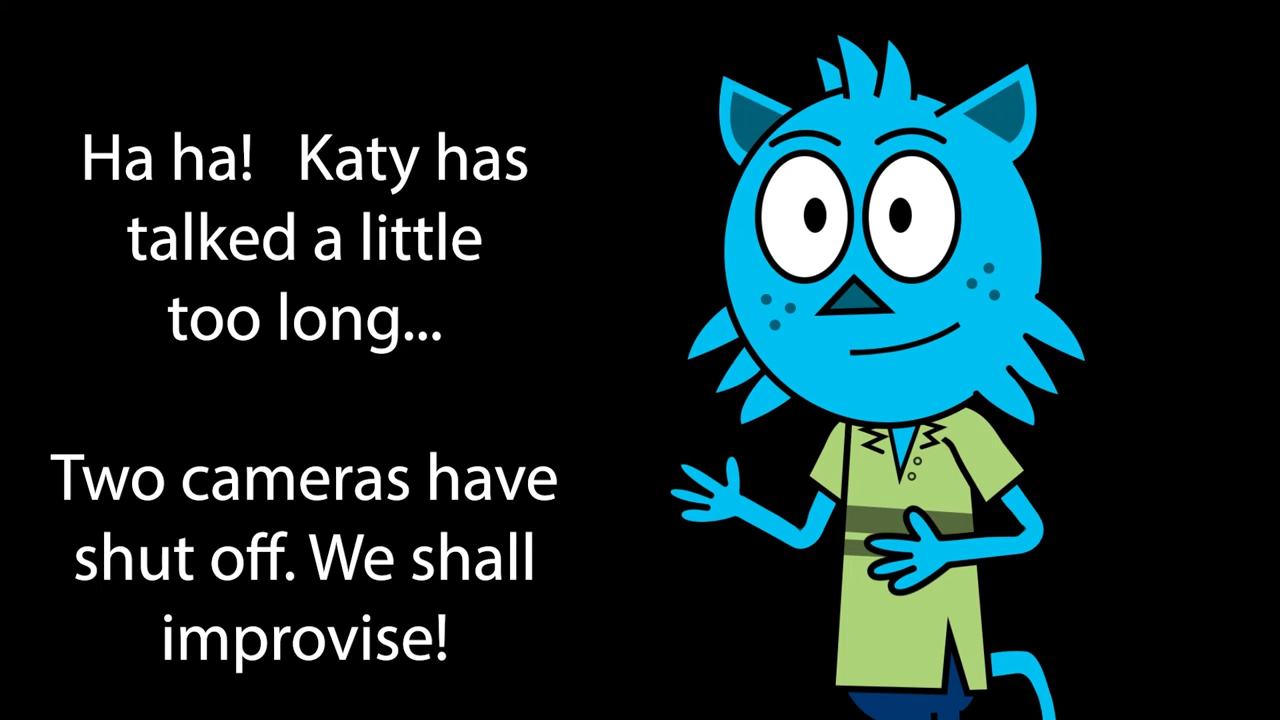 Ha ha!   Katy has
talked a little
too long...
Two cameras have
shut off. We shall
improvise!